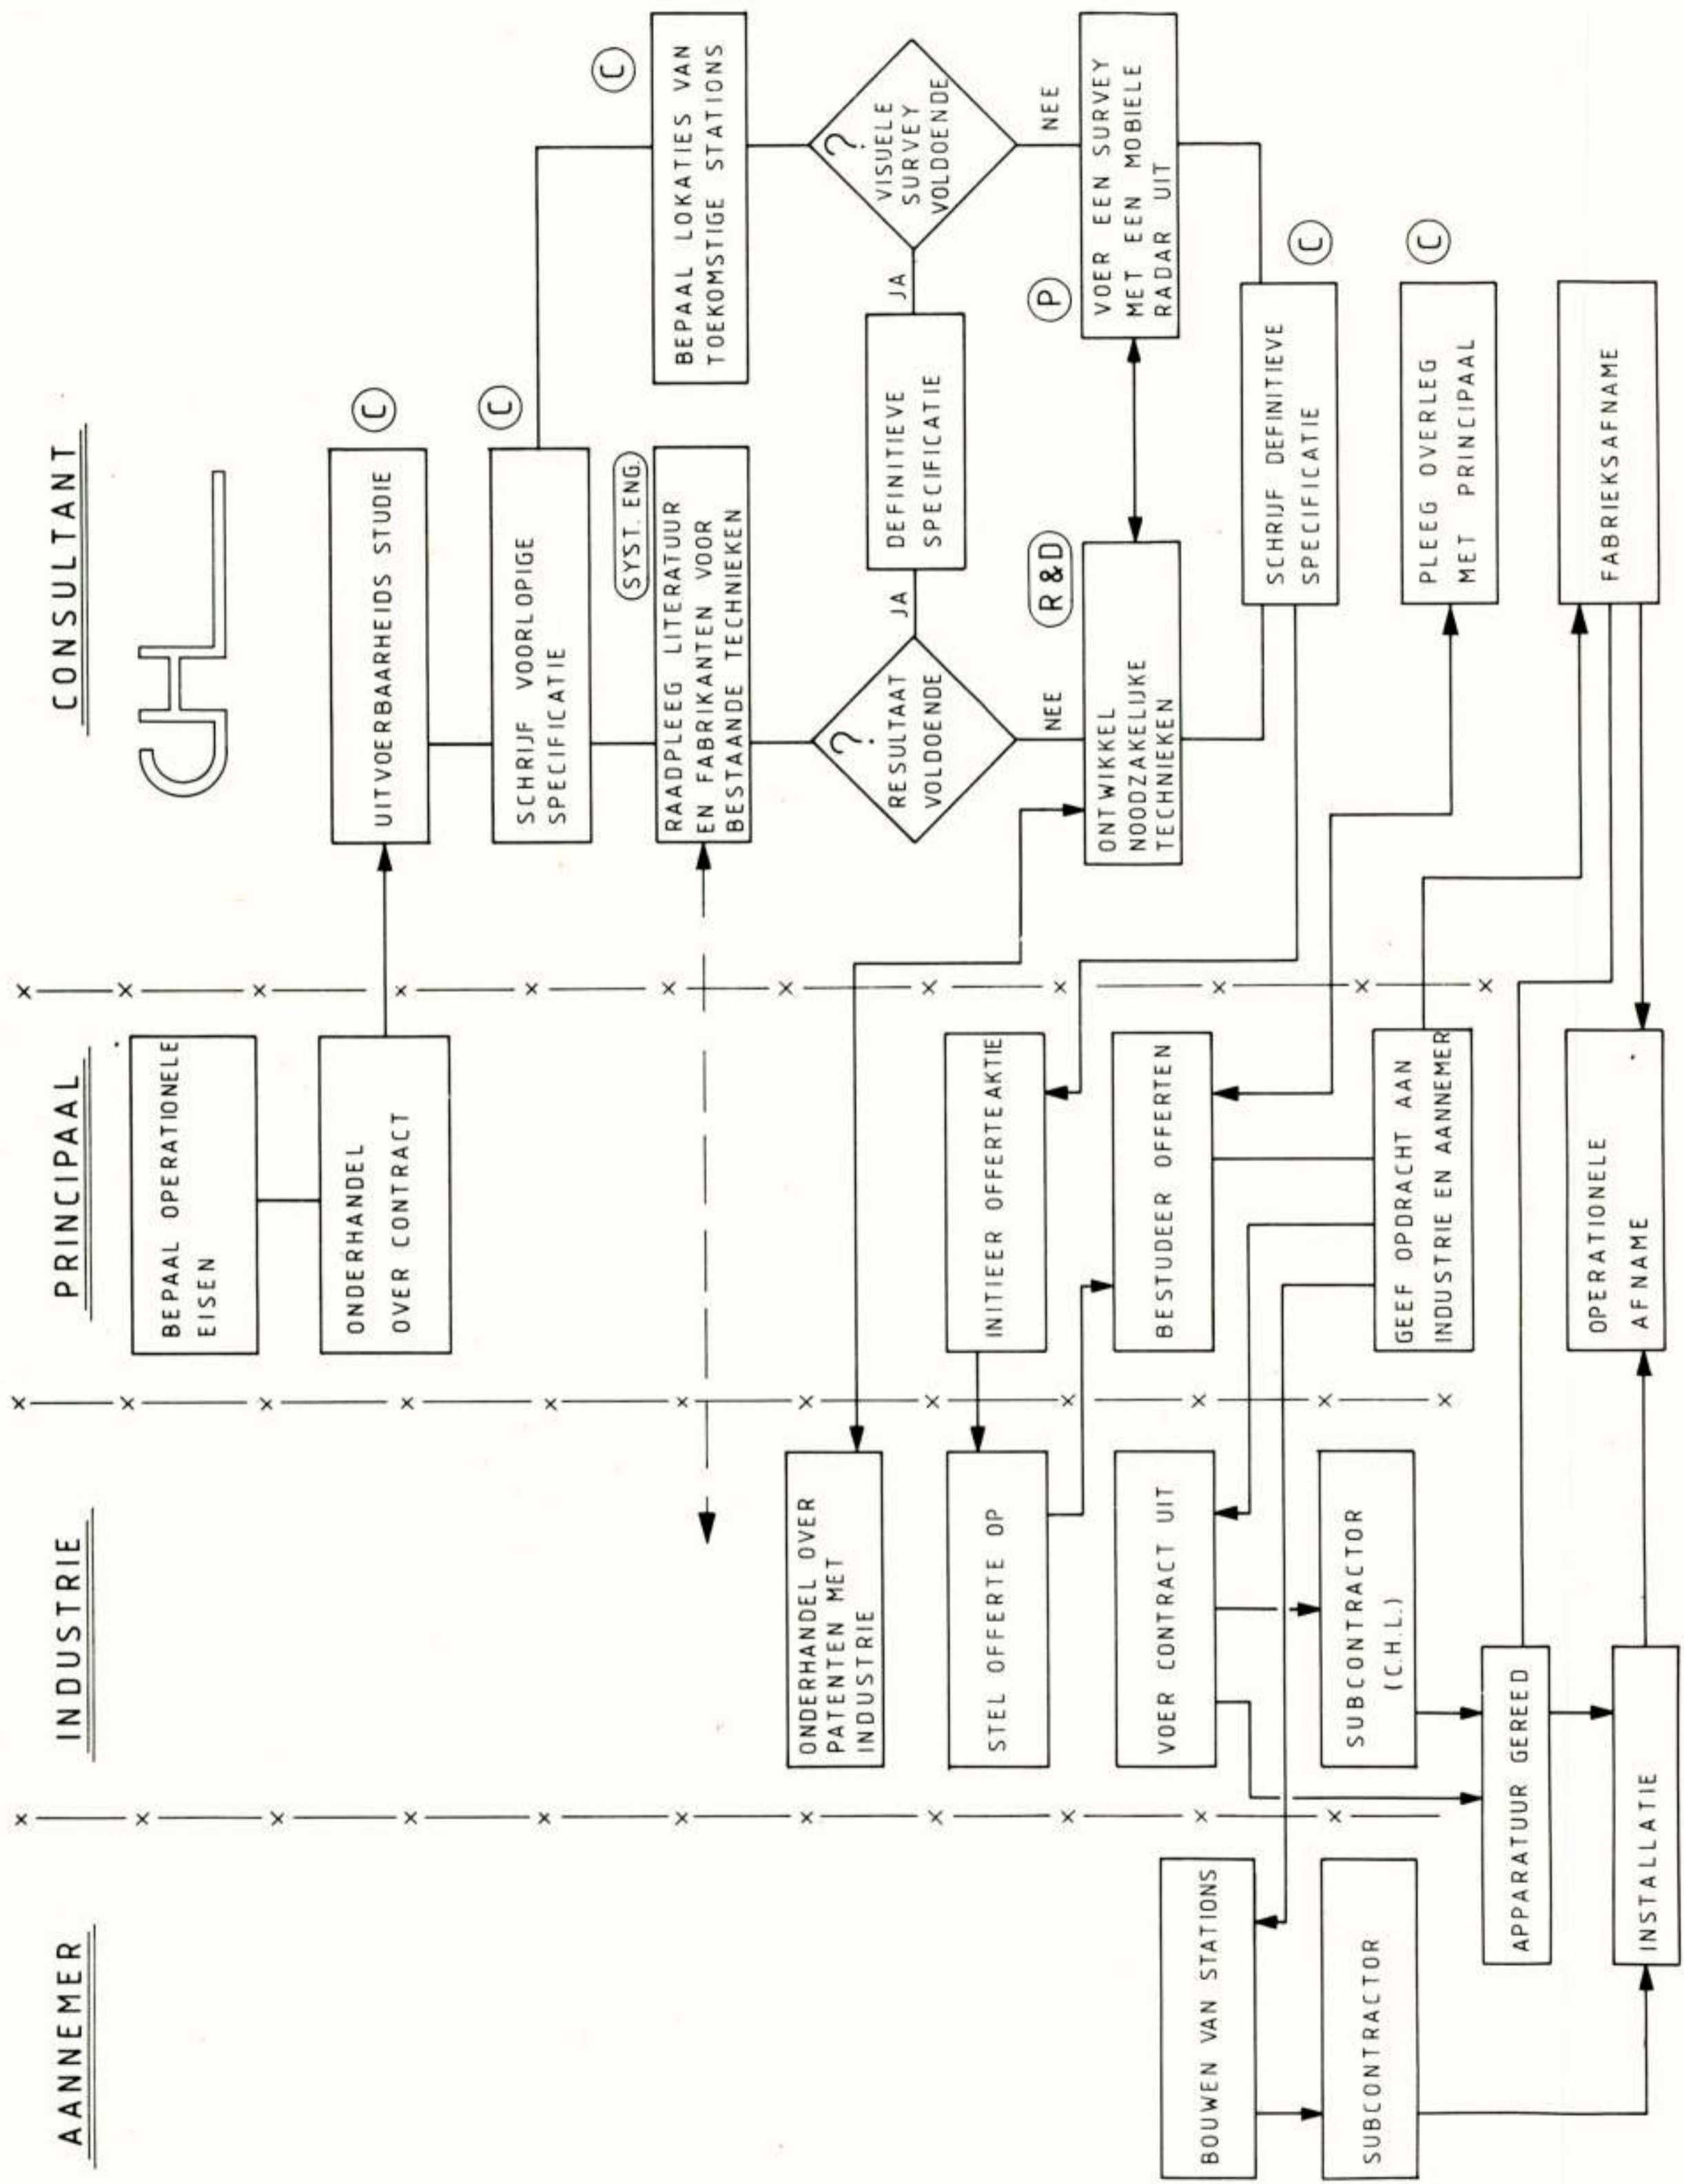 AANNEMER
INDUSTRIE
PRINCIPAAL
CONSULTANT
CHL
BEPAAL OPERATIONELE
EISEN
ONDERHANDEL
OVER CONTRACT
UITVOERBAARHEIDS STUDIE
C
SCHRIJF VOORLOPIGE
SPECIFICATIE
C
SYST. ENG.
RAADPLEEG LITERATUUR
EN FABRIKANTEN VOOR
BESTAANDE TECHNIEKEN
C
BEPAAL LOKATIES VAN
TOEKOMSTIGE STATIONS
?
RESULTAAT
VOLDOENDE
JA
DEFINITIEVE
SPECIFICATIE
JA
?
VISUELE
SURVEY
VOLDOENDE
NEE
NEE
R & D
ONTWIKKEL
NOODZAKELIJKE
TECHNIEKEN
P
VOER EEN SURVEY
MET EEN MOBIELE
RADAR UIT
ONDERHANDEL OVER
PATENTEN MET
INDUSTRIE
SCHRIJF DEFINITIEVE
SPECIFICATIE
C
INITIEER OFFERTEAKTIE
STEL OFFERTE OP
BESTUDEER OFFERTEN
PLEEG OVERLEG
MET PRINCIPAAL
C
GEEF OPDRACHT AAN
INDUSTRIE EN AANNEMER
VOER CONTRACT UIT
SUBCONTRACTOR
(C.H.L.)
BOUWEN VAN STATIONS
SUBCONTRACTOR
APPARATUUR GEREED
FABRIEKSAFNAME
INSTALLATIE
OPERATIONELE
AFNAME